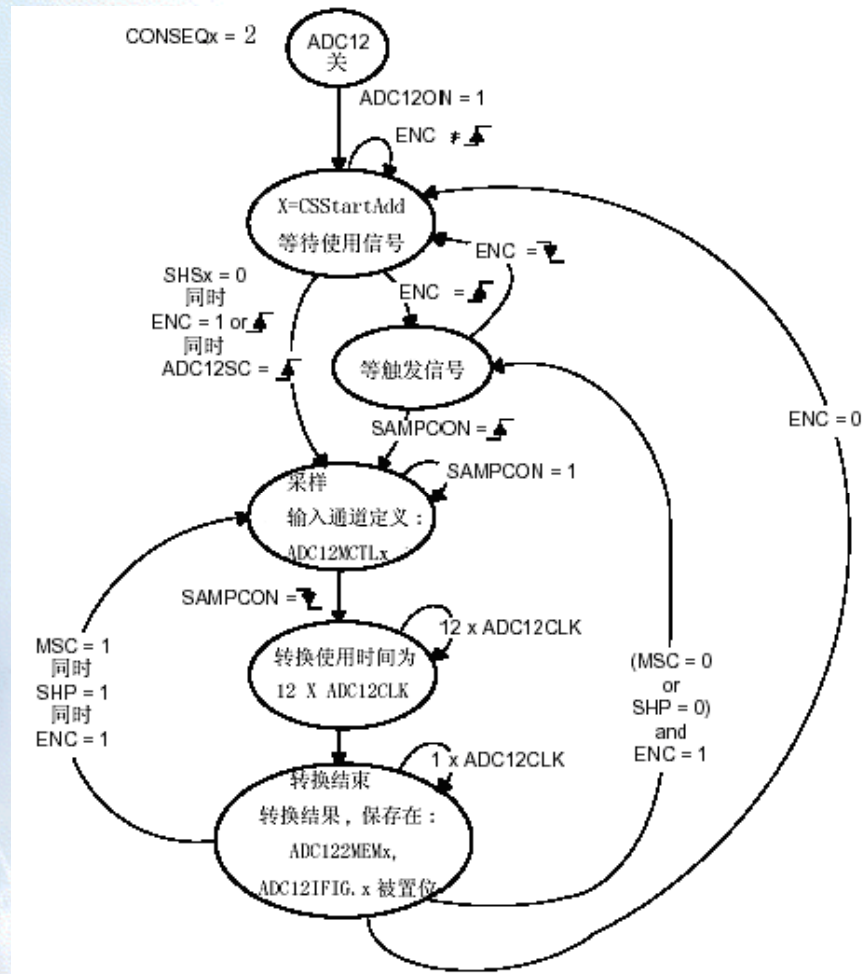 CONSEQx = 2
ADC12
关
ADC12ON = 1
ENC ≠
X=CSStartAdd
等待使用信号
ENC =
SHSx = 0
同时
ENC = 1 or
同时
ADC12SC =
ENC =
等触发信号
ENC=0
SAMPCON =
SAMPCON = 1
采样
输入通道定义：
ADC12MCTLx
SAMPCON =
12 x ADC12CLK
MSC = 1
同时
SHP = 1
同时
ENC = 1
转换使用时间为
12 X ADC12CLK
(MSC = 0
or
SHP = 0)
and
ENC = 1
1 x ADC12CLK
转换结束
转换结果，保存在：
ADC122MEMx,
ADC12IFIG.x 被置位